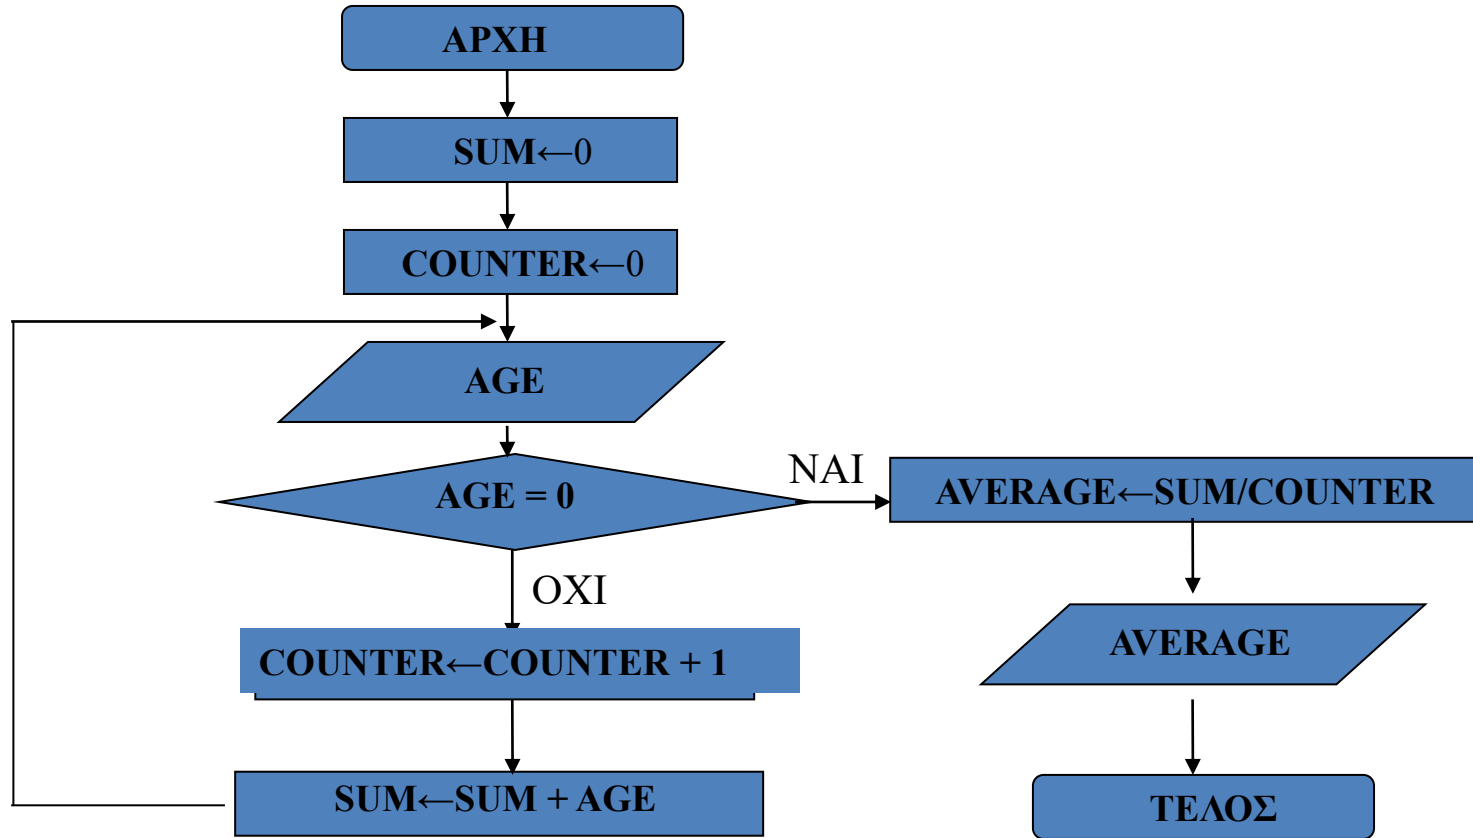 ΑΡΧΗ
SUM←0
COUNTER←0
AGE
AGE = 0
ΝΑΙ
AVERAGE←SUM/COUNTER
ΟΧΙ
COUNTER←COUNTER + 1
AVERAGE
SUM←SUM + AGE
ΤΕΛΟΣ